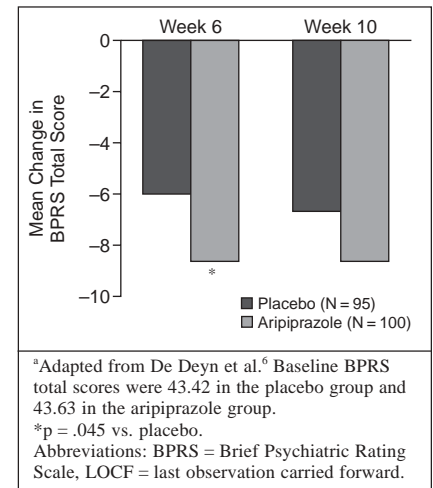 Week 6 Week 10
0
–2
–4
–6
–8
–10
Mean Change in
BPRS Total Score
*
Placebo (N = 95)
Aripiprazole (N = 100)
aAdapted from De Deyn et al.6 Baseline BPRS
total scores were 43.42 in the placebo group and
43.63 in the aripiprazole group.
*p = .045 vs. placebo.
Abbreviations: BPRS = Brief Psychiatric Rating
Scale, LOCF = last observation carried forward.